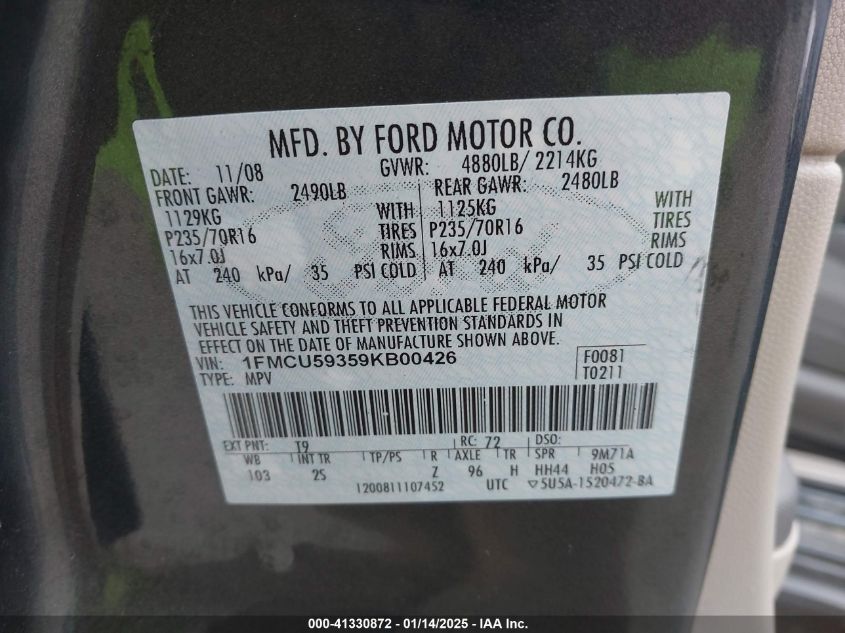 MFD. BY FORD MOTOR CO.
DATE: 11/08 GVWR: 4880LB/ 2214KG
FRONT GAWR: 2490LB REAR GAWR: 2480LB
1129KG WITH 1125KG WITH
P235/70R16 TIRES P235/70R16 TIRES
16x7.0J RIMS 16x7.0J RIMS
AT 240 kPa/ 35 PSI COLD AT 240 kPa/ 35 PSI COLD
THIS VEHICLE CONFORMS TO ALL APPLICABLE FEDERAL MOTOR
VEHICLE SAFETY AND THEFT PREVENTION STANDARDS IN
EFFECT ON THE DATE OF MANUFACTURE SHOWN ABOVE.
VIN: 1FMCU59359KB00426 F0081
TYPE: MPV T0211
EXT PNT: T9 RC: 72 DSO:
WB INT TR TP/PS R AXLE TR SPR 9M71A
103 2S Z 96 H HH44 H05
1200811107452 UTC ▽5U5A-1520472-BA
000-41330872 - 01/14/2025 - IAA Inc.